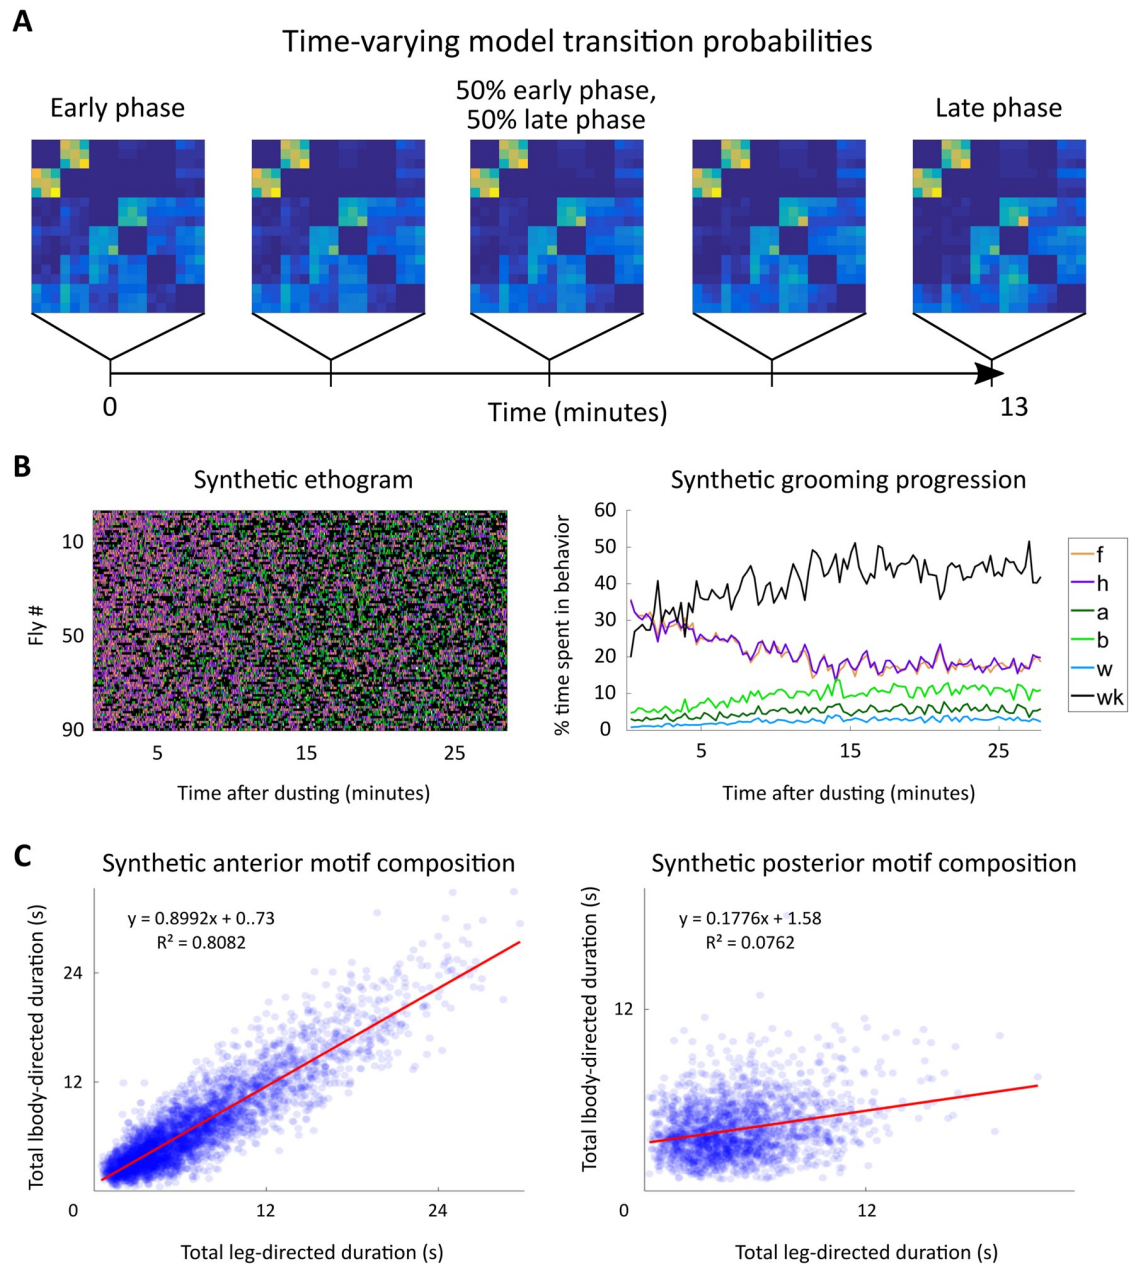 A
Time-varying model transition probabilities
Early phase
50% early phase,
50% late phase
Late phase
0
Time (minutes)
13
B
Synthetic ethogram
Fly #
10
50
90
5
15
25
Time after dusting (minutes)
Synthetic grooming progression
% time spent in behavior
60
50
40
30
20
10
0
5
15
25
Time after dusting (minutes)
f
h
a
b
w
wk
C
Synthetic anterior motif composition
Total lbody-directed duration (s)
y = 0.8992x + 0..73
R² = 0.8082
24
12
0
12
24
Total leg-directed duration (s)
Synthetic posterior motif composition
Total lbody-directed duration (s)
y = 0.1776x + 1.58
R² = 0.0762
12
0
12
Total leg-directed duration (s)